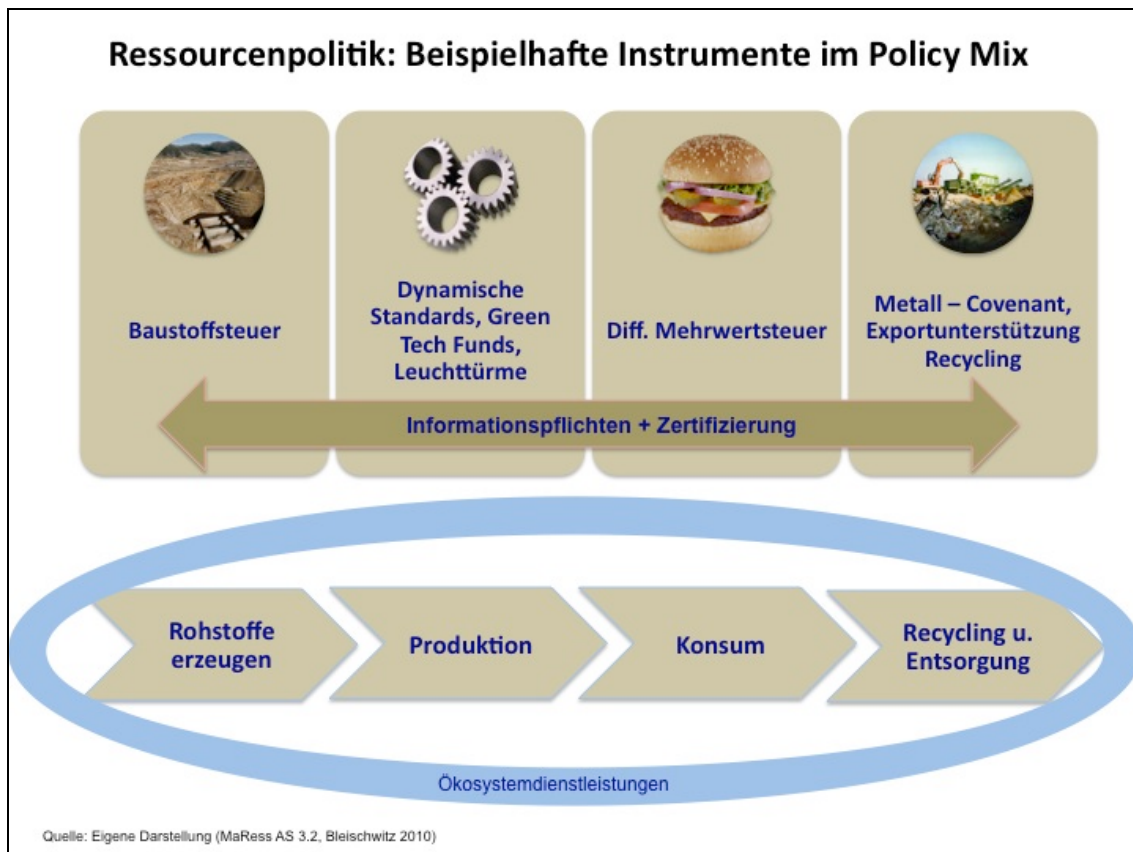 Ressourcenpolitik: Beispielhafte Instrumente im Policy Mix
Baustoffsteuer
Dynamische
Standards, Green
Tech Funds,
Leuchttürme
Diff. Mehrwertsteuer
Metall – Covenant,
Exportunterstützung
Recycling
Informationspflichten + Zertifizierung
Rohstoffe
erzeugen
Produktion
Konsum
Recycling u.
Entsorgung
Ökosystemdienstleistungen
Quelle: Eigene Darstellung (MaRess AS 3.2, Bleischwitz 2010)